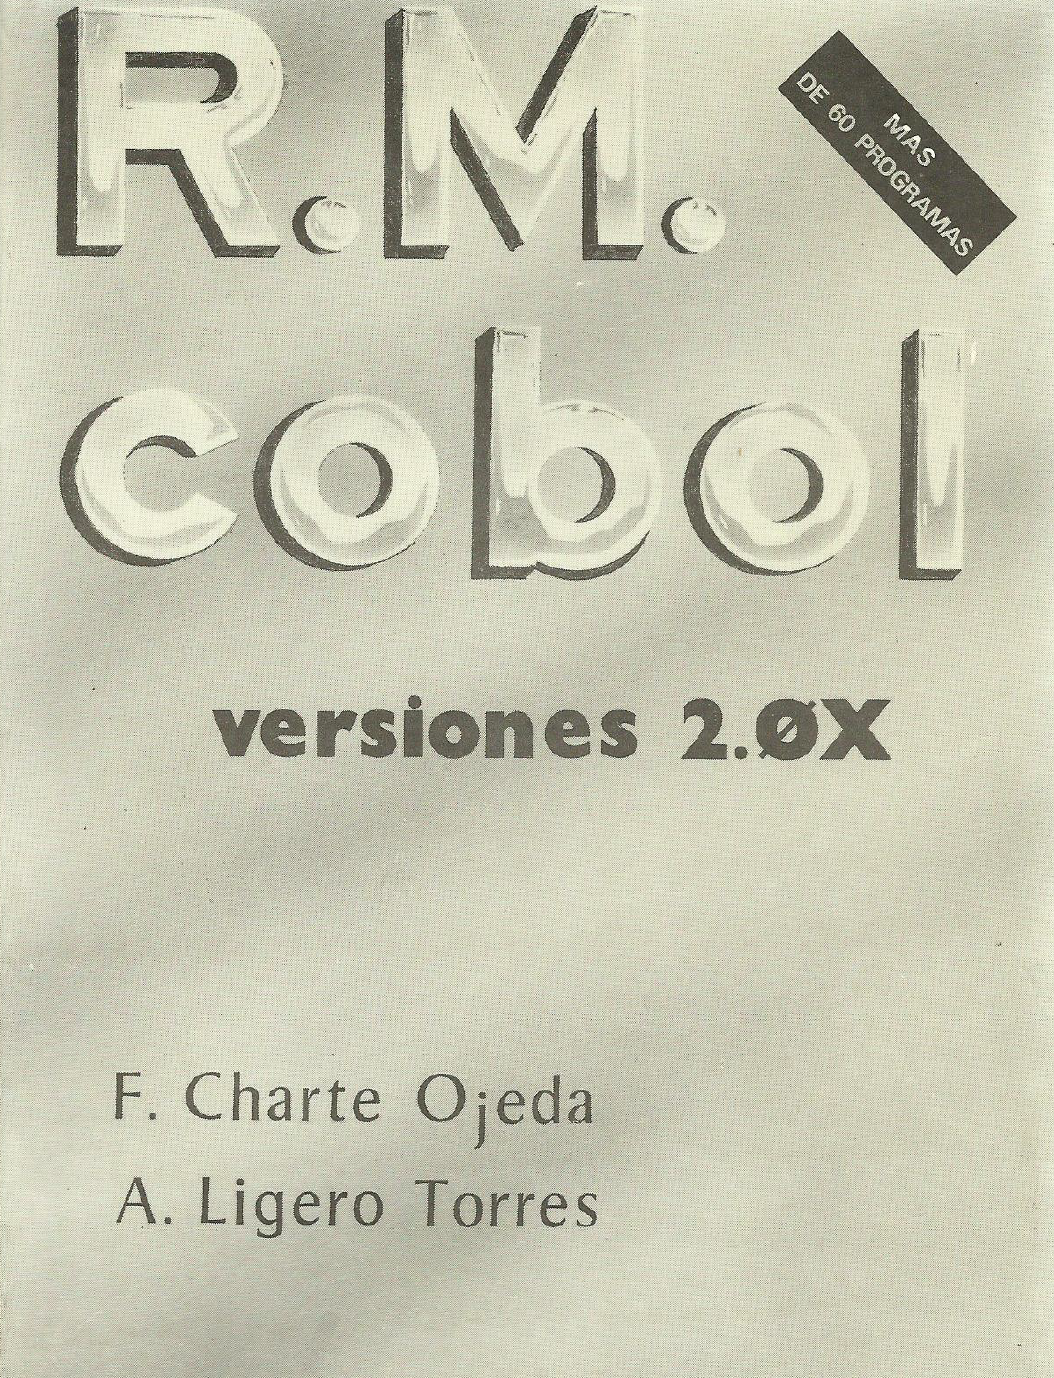 R.M.
MAS
DE 60 PROGRAMAS
cobol
versiones 2.ØX
F. Charte Ojeda
A. Ligero Torres